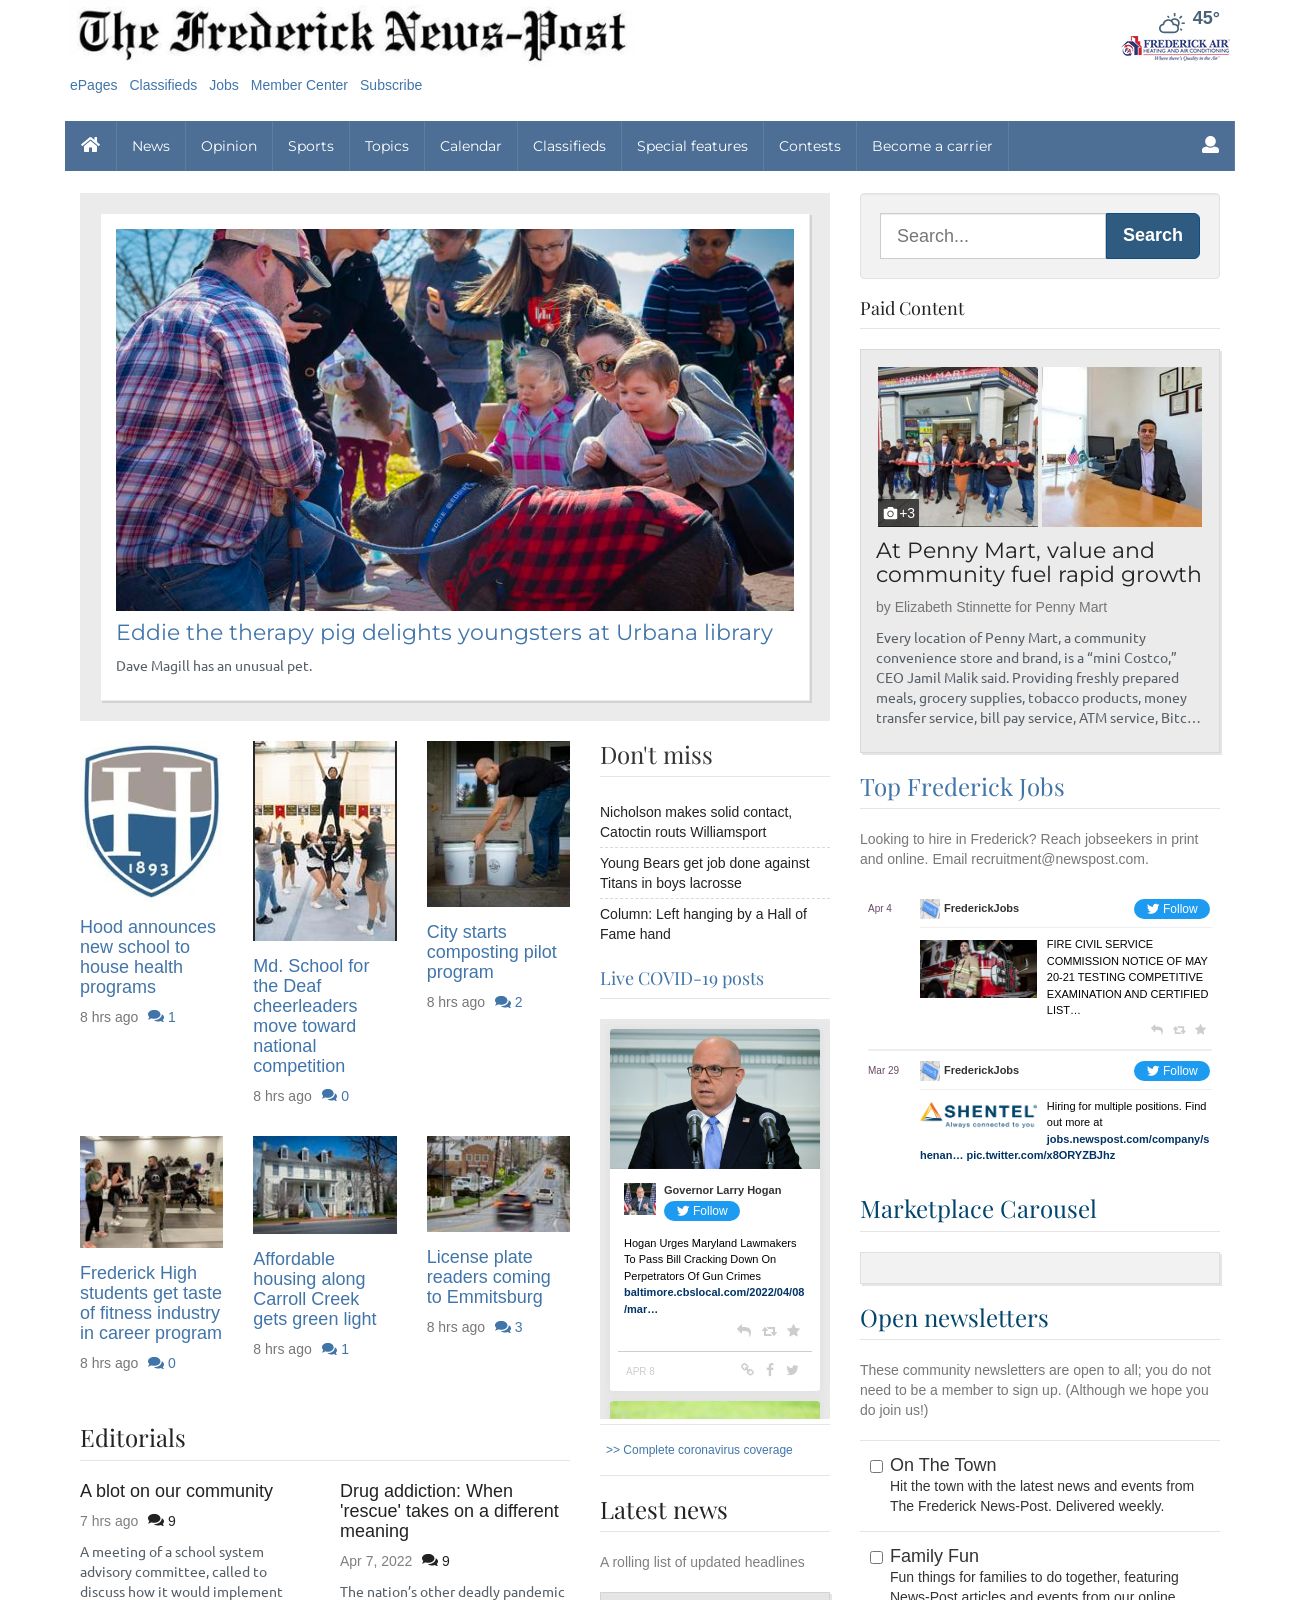 The Frederick News-Post
45°
FREDERICK AIR
HEATING AND AIR CONDITIONING
Where there's Quality in the Air
ePages Classifieds Jobs Member Center Subscribe
News Opinion Sports Topics Calendar Classifieds Special features Contests Become a carrier
Eddie the therapy pig delights youngsters at Urbana library
Dave Magill has an unusual pet.
H
1893
Hood announces
new school to
house health
programs
8 hrs ago 1
Md. School for
the Deaf
cheerleaders
move toward
national
competition
8 hrs ago 0
City starts
composting pilot
program
8 hrs ago 2
Frederick High
students get taste
of fitness industry
in career program
8 hrs ago 0
Affordable
housing along
Carroll Creek
gets green light
8 hrs ago 1
License plate
readers coming
to Emmitsburg
8 hrs ago 3
Editorials
A blot on our community
7 hrs ago 9
A meeting of a school system
advisory committee, called to
discuss how it would implement
Drug addiction: When
'rescue' takes on a different
meaning
Apr 7, 2022 9
The nation’s other deadly pandemic
Don't miss
Nicholson makes solid contact,
Catoctin routs Williamsport
Young Bears get job done against
Titans in boys lacrosse
Column: Left hanging by a Hall of
Fame hand
Live COVID-19 posts
Governor Larry Hogan
Follow
Hogan Urges Maryland Lawmakers
To Pass Bill Cracking Down On
Perpetrators Of Gun Crimes
baltimore.cbslocal.com/2022/04/08
/mar…
APR 8
>> Complete coronavirus coverage
Latest news
A rolling list of updated headlines
Search...
Search
Paid Content
PENNY MART
+3
At Penny Mart, value and
community fuel rapid growth
by Elizabeth Stinnette for Penny Mart
Every location of Penny Mart, a community
convenience store and brand, is a “mini Costco,”
CEO Jamil Malik said. Providing freshly prepared
meals, grocery supplies, tobacco products, money
transfer service, bill pay service, ATM service, Bitc…
Top Frederick Jobs
Looking to hire in Frederick? Reach jobseekers in print
and online. Email recruitment@newspost.com.
Apr 4 FrederickJobs Follow
FIRE CIVIL SERVICE
COMMISSION NOTICE OF MAY
20-21 TESTING COMPETITIVE
EXAMINATION AND CERTIFIED
LIST…
Mar 29 FrederickJobs Follow
SHENTEL
Always connected to you
Hiring for multiple positions. Find
out more at
jobs.newspost.com/company/s
henan… pic.twitter.com/x8ORYZBJhz
Marketplace Carousel
Open newsletters
These community newsletters are open to all; you do not
need to be a member to sign up. (Although we hope you
do join us!)
On The Town
Hit the town with the latest news and events from
The Frederick News-Post. Delivered weekly.
Family Fun
Fun things for families to do together, featuring
News-Post articles and events from our online